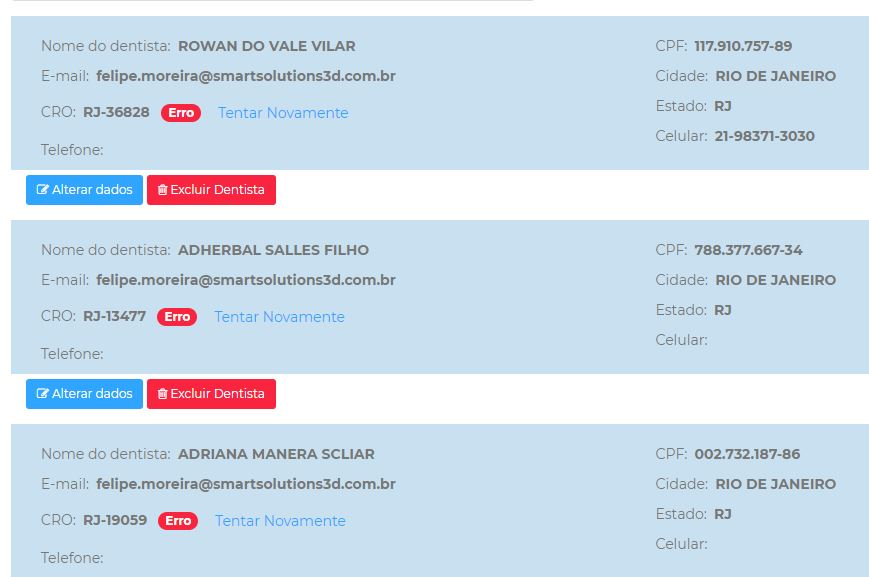 Nome do dentista: ROWAN DO VALE VILAR
CPF: 117.910.757-89
E-mail: felipe.moreira@smartsolutions3d.com.br
Cidade: RIO DE JANEIRO
CRO: RJ-36828 Erro Tentar Novamente
Estado: RJ
Celular: 21-98371-3030
Telefone:
Alterar dados Excluir Dentista
Nome do dentista: ADHERBAL SALLES FILHO
CPF: 788.377.667-34
E-mail: felipe.moreira@smartsolutions3d.com.br
Cidade: RIO DE JANEIRO
CRO: RJ-13477 Erro Tentar Novamente
Estado: RJ
Celular:
Telefone:
Alterar dados Excluir Dentista
Nome do dentista: ADRIANA MANERA SCLIAR
CPF: 002.732.187-86
E-mail: felipe.moreira@smartsolutions3d.com.br
Cidade: RIO DE JANEIRO
CRO: RJ-19059 Erro Tentar Novamente
Estado: RJ
Celular:
Telefone: